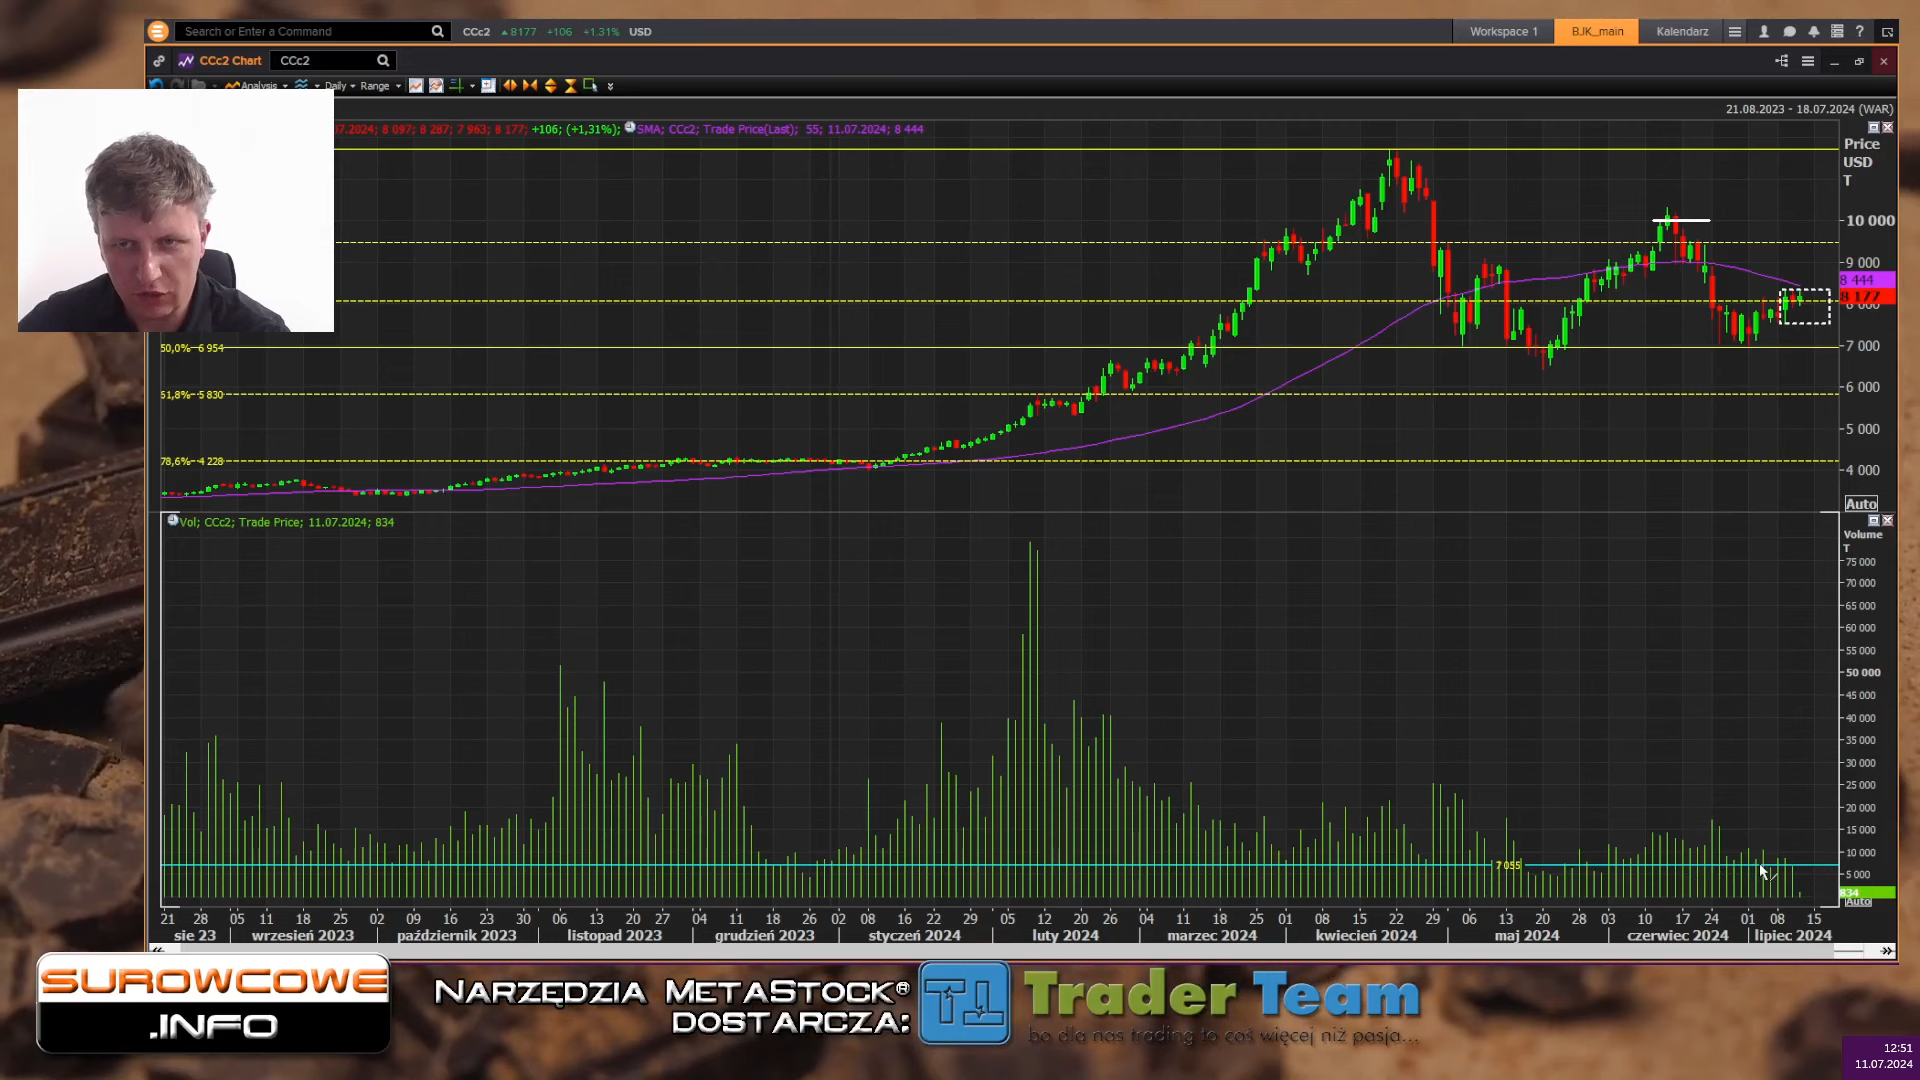 Search or Enter a Command
CCc2 ▲8177 +106 +1.31% USD
Workspace 1
BJK_main
Kalendarz
CCc2 Chart
CCc2
Analysis
Daily
Range
21.08.2023 - 18.07.2024 (WAR)
7.2024; 8 097; 8 287; 7 963; 8 177; +106; (+1,31%); SMA; CCc2; Trade Price(Last); 55; 11.07.2024; 8 444
Price
USD
T
10 000
9 000
8 444
8 177
8 000
7 000
6 000
5 000
4 000
Auto
50,0% 6 954
61,8% 5 830
78,6% 4 228
Vol; CCc2; Trade Price; 11.07.2024; 834
Volume
T
75 000
70 000
65 000
60 000
55 000
50 000
45 000
40 000
35 000
30 000
25 000
20 000
15 000
10 000
5 000
834
Auto
7 055
21 28 05 11 18 25 02 09 16 23 30 06 13 20 27 04 11 18 26 02 08 16 22 29 05 12 20 26 04 11 18 25 01 08 15 22 29 06 13 20 28 03 10 17 24 01 08 15
sie 23 wrzesień 2023 październik 2023 listopad 2023 grudzień 2023 styczeń 2024 luty 2024 marzec 2024 kwiecień 2024 maj 2024 czerwiec 2024 lipiec 2024
SUROWCOWE
.INFO
NARZĘDZIA METASTOCK®
DOSTARCZA:
TT
Trader Team
bo dla nas trading to coś więcej niż pasja...
12:51
11.07.2024